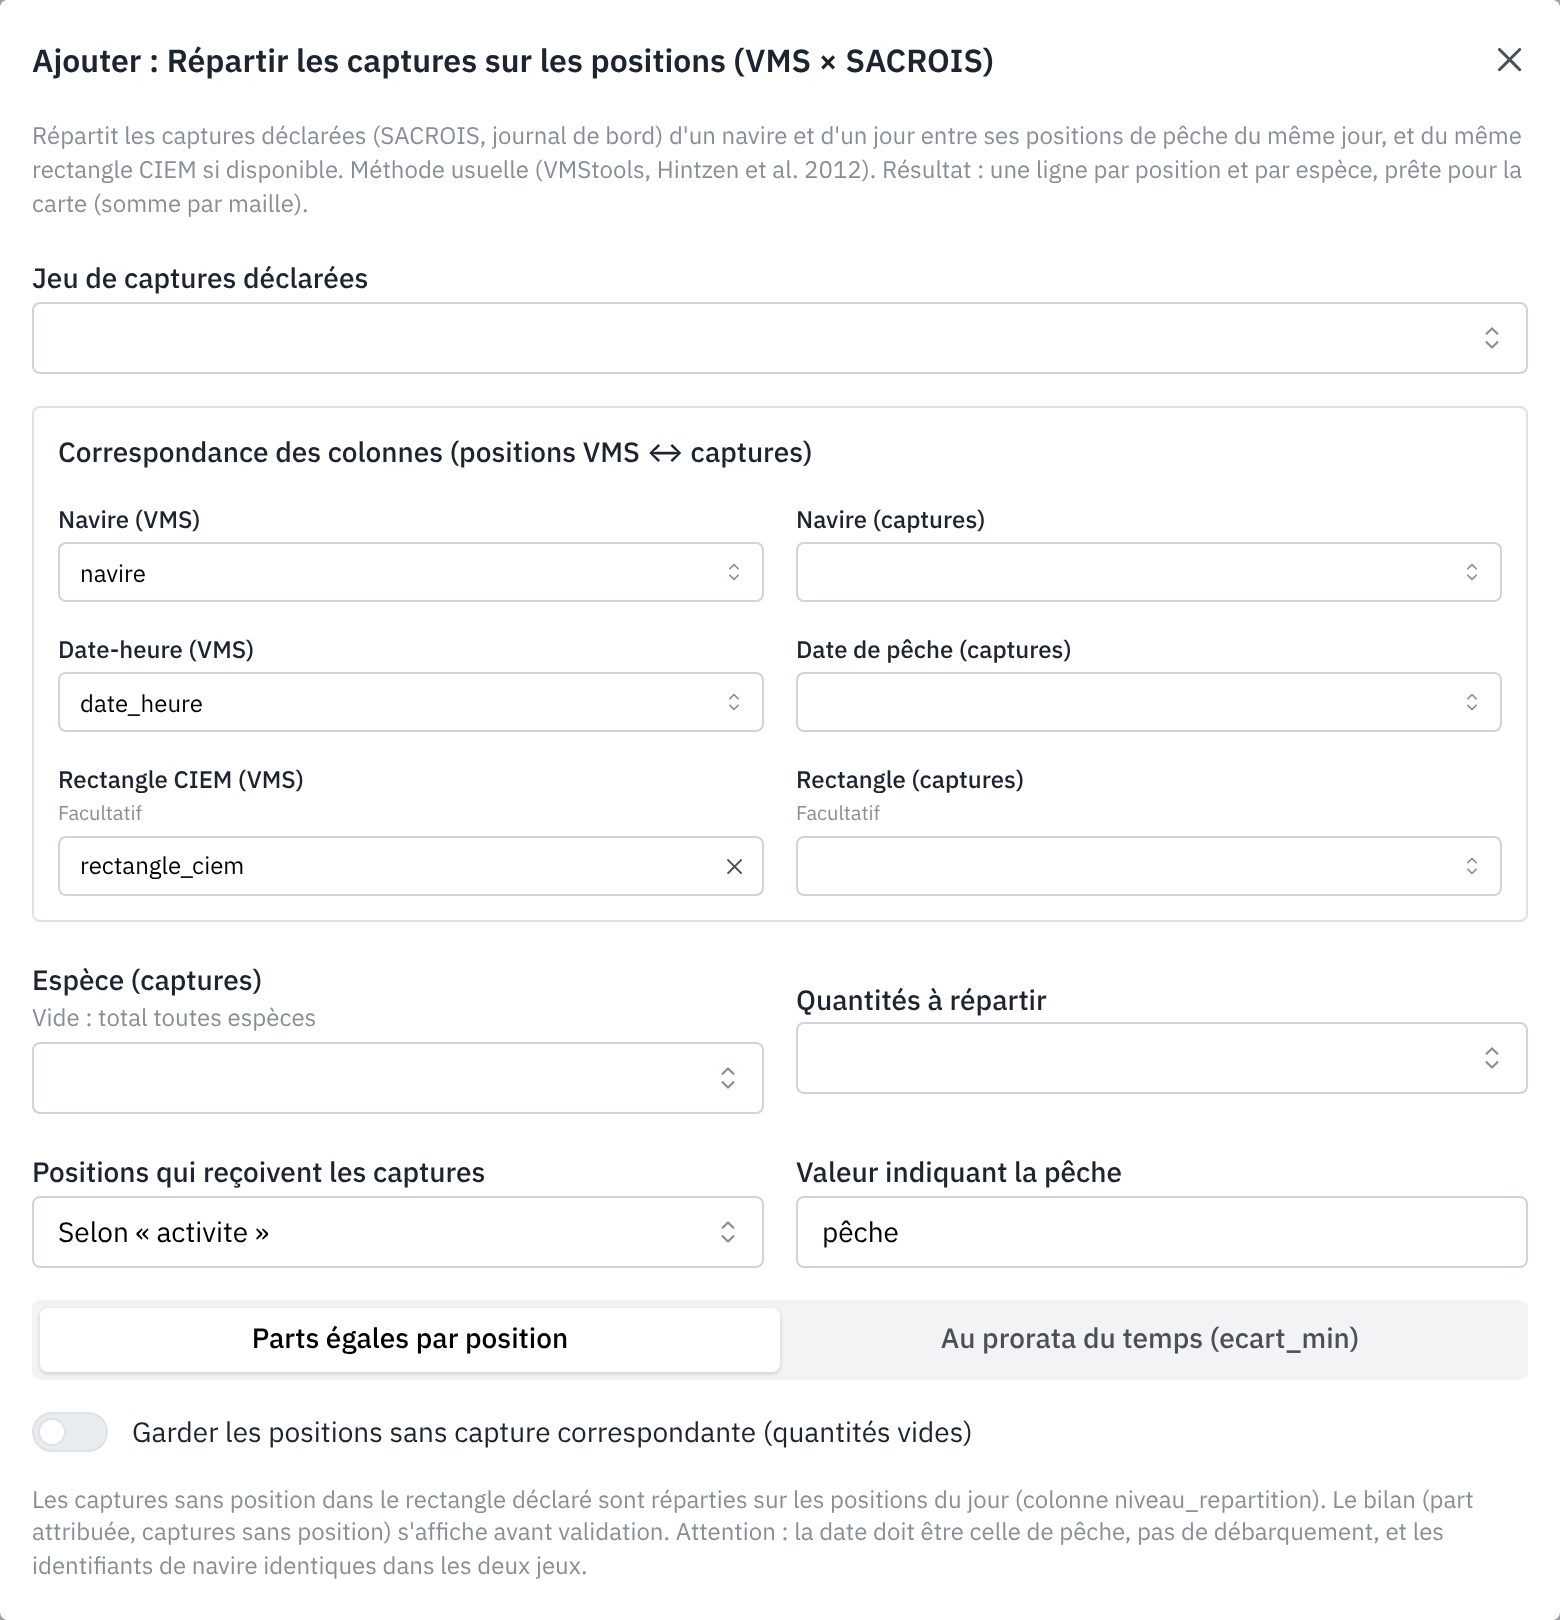 Ajouter : Répartir les captures sur les positions (VMS × SACROIS)
Répartit les captures déclarées (SACROIS, journal de bord) d'un navire et d'un jour entre ses positions de pêche du même jour, et du même
rectangle CIEM si disponible. Méthode usuelle (VMStools, Hintzen et al. 2012). Résultat : une ligne par position et par espèce, prête pour la
carte (somme par maille).
Jeu de captures déclarées
Correspondance des colonnes (positions VMS ↔ captures)
Navire (VMS)
Navire (captures)
navire
Date-heure (VMS)
Date de pêche (captures)
date_heure
Rectangle CIEM (VMS)
Rectangle (captures)
Facultatif
Facultatif
rectangle_ciem
Espèce (captures)
Vide : total toutes espèces
Quantités à répartir
Positions qui reçoivent les captures
Valeur indiquant la pêche
Selon « activite »
pêche
Parts égales par position
Au prorata du temps (ecart_min)
Garder les positions sans capture correspondante (quantités vides)
Les captures sans position dans le rectangle déclaré sont réparties sur les positions du jour (colonne niveau_repartition). Le bilan (part
attribuée, captures sans position) s'affiche avant validation. Attention : la date doit être celle de pêche, pas de débarquement, et les
identifiants de navire identiques dans les deux jeux.